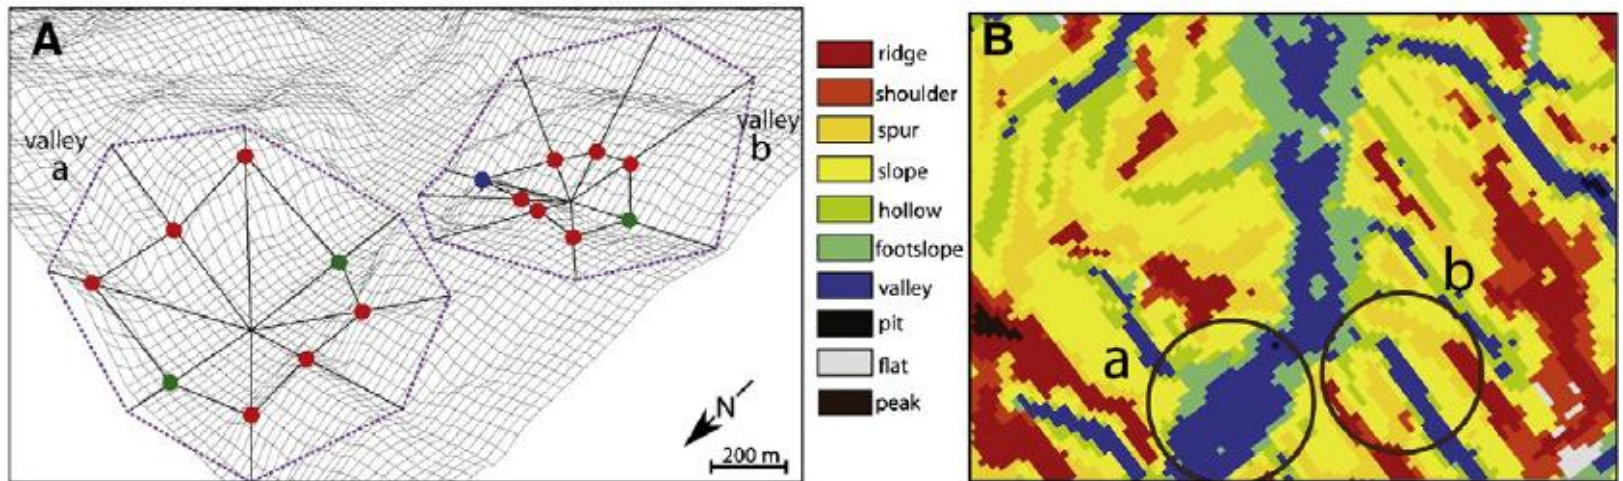 A
valley
a
valley
b
N
200 m
ridge
shoulder
spur
slope
hollow
footslope
valley
pit
flat
peak
B
b
a